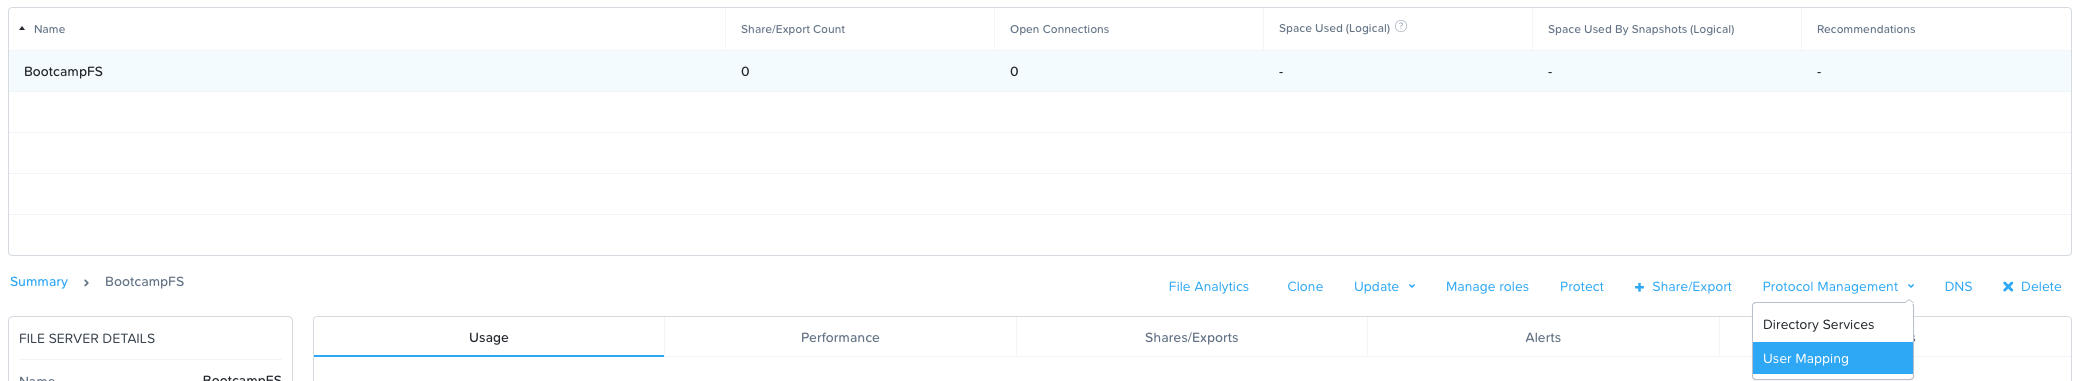 Name Share/Export Count Open Connections Space Used (Logical) ? Space Used By Snapshots (Logical) Recommendations
BootcampFS 0 0 - - -
Summary > BootcampFS File Analytics Clone Update Manage roles Protect + Share/Export Protocol Management DNS × Delete
Directory Services
User Mapping
FILE SERVER DETAILS Usage Performance Shares/Exports Alerts
Name BootcampFS